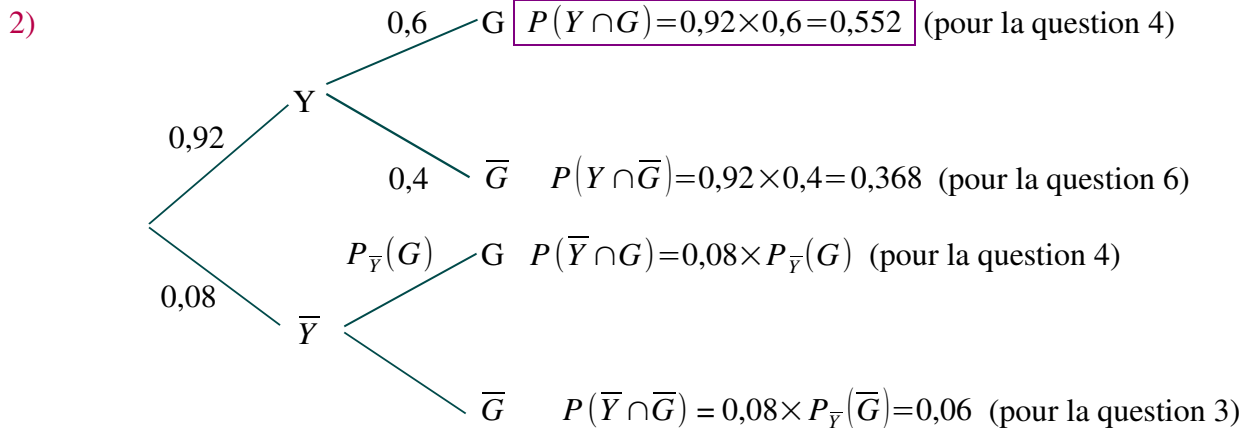 2)
0,6 G P(Y∩G)=0,92×0,6=0,552 (pour la question 4)
Y
0,92
0,4 G̅ P(Y∩G̅)=0,92×0,4=0,368 (pour la question 6)
P_Y̅(G) G P(Y̅∩G)=0,08×P_Y̅(G) (pour la question 4)
0,08
Y̅
G̅ P(Y̅∩G̅) = 0,08×P_Y̅(G̅)=0,06 (pour la question 3)